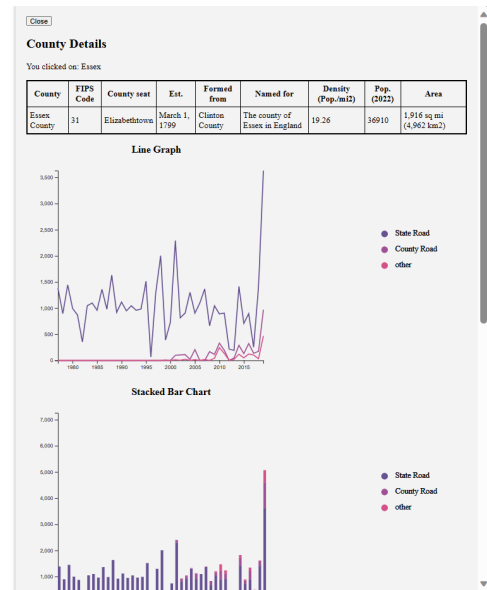 Close
County Details
You clicked on: Essex
County FIPS Code County seat Est. Formed from Named for Density (Pop./mi2) Pop. (2022) Area
Essex County 31 Elizabethtown March 1, 1799 Clinton County The county of Essex in England 19.26 36910 1,916 sq mi (4,962 km2)
Line Graph
3,500
3,000
2,500
2,000
1,500
1,000
500
0
1980 1985 1990 1995 2000 2005 2010 2015
State Road
County Road
other
Stacked Bar Chart
7,000
6,000
5,000
4,000
3,000
2,000
1,000
State Road
County Road
other